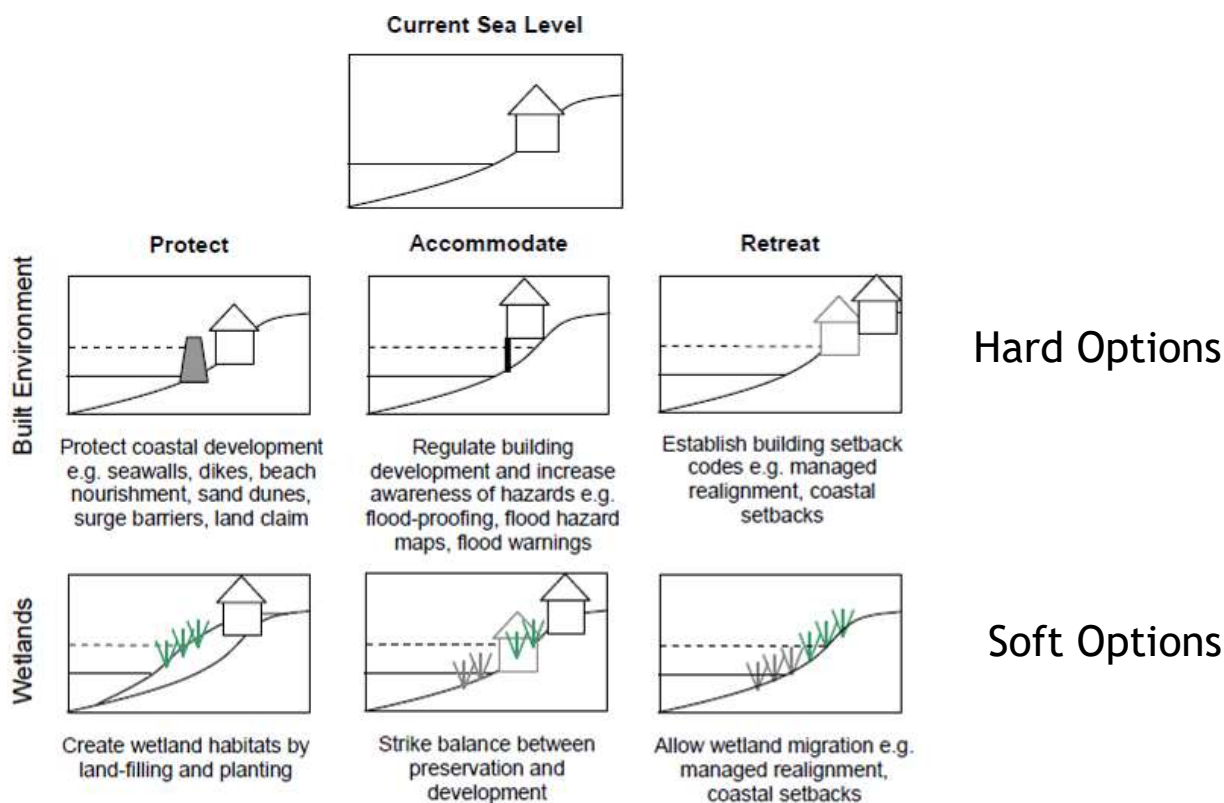 Current Sea Level
Protect
Accommodate
Retreat
Built Environment
Hard Options
Protect coastal development
e.g. seawalls, dikes, beach
nourishment, sand dunes,
surge barriers, land claim
Regulate building
development and increase
awareness of hazards e.g.
flood-proofing, flood hazard
maps, flood warnings
Establish building setback
codes e.g. managed
realignment, coastal
setbacks
Wetlands
Soft Options
Create wetland habitats by
land-filling and planting
Strike balance between
preservation and
development
Allow wetland migration e.g.
managed realignment,
coastal setbacks